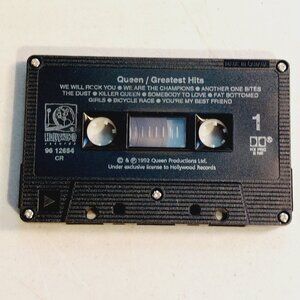 Queen / Greatest Hits
WE WILL ROCK YOU • WE ARE THE CHAMPIONS • ANOTHER ONE BITES
THE DUST • KILLER QUEEN • SOMEBODY TO LOVE • FAT BOTTOMED
GIRLS • BICYCLE RACE • YOU'RE MY BEST FRIEND
Hollywood
records
96 12654
CR
1
© & ℗ 1992 Queen Productions Ltd.
Under exclusive license to Hollywood Records